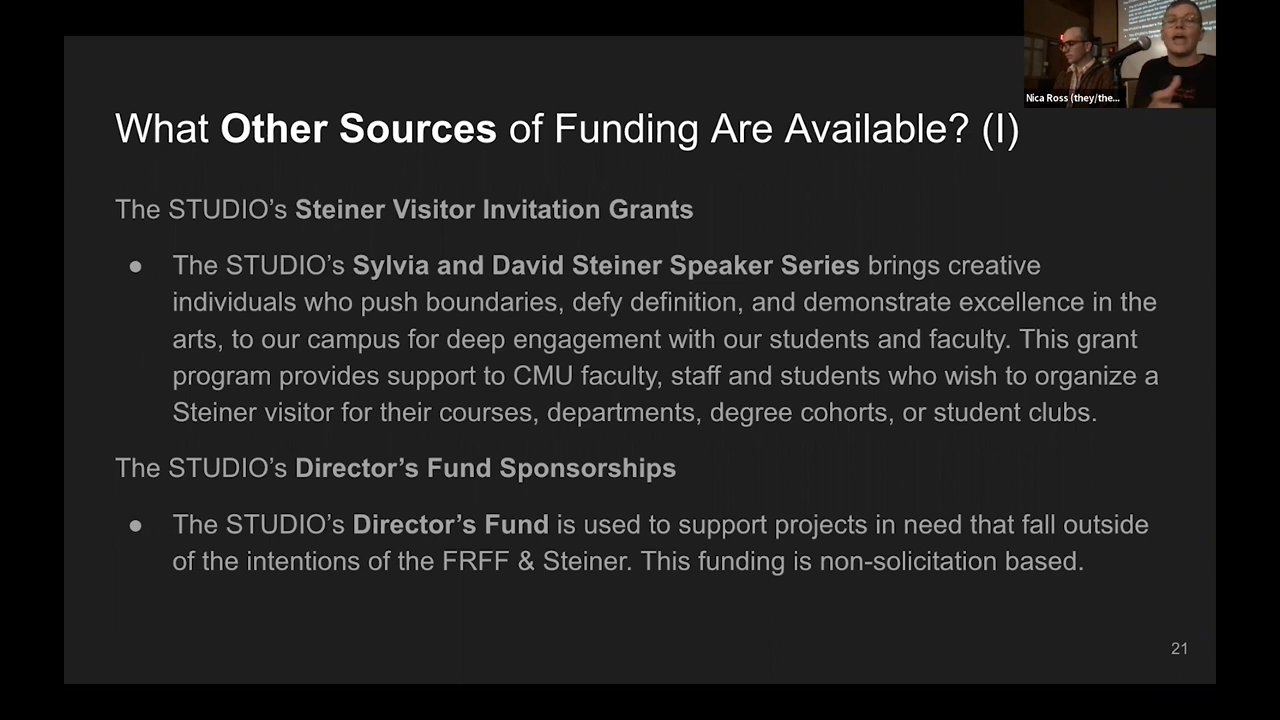 Nica Ross (they/the...
What Other Sources of Funding Are Available? (I)
The STUDIO’s Steiner Visitor Invitation Grants
● The STUDIO’s Sylvia and David Steiner Speaker Series brings creative
individuals who push boundaries, defy definition, and demonstrate excellence in the
arts, to our campus for deep engagement with our students and faculty. This grant
program provides support to CMU faculty, staff and students who wish to organize a
Steiner visitor for their courses, departments, degree cohorts, or student clubs.
The STUDIO’s Director’s Fund Sponsorships
● The STUDIO’s Director’s Fund is used to support projects in need that fall outside
of the intentions of the FRFF & Steiner. This funding is non-solicitation based.
21